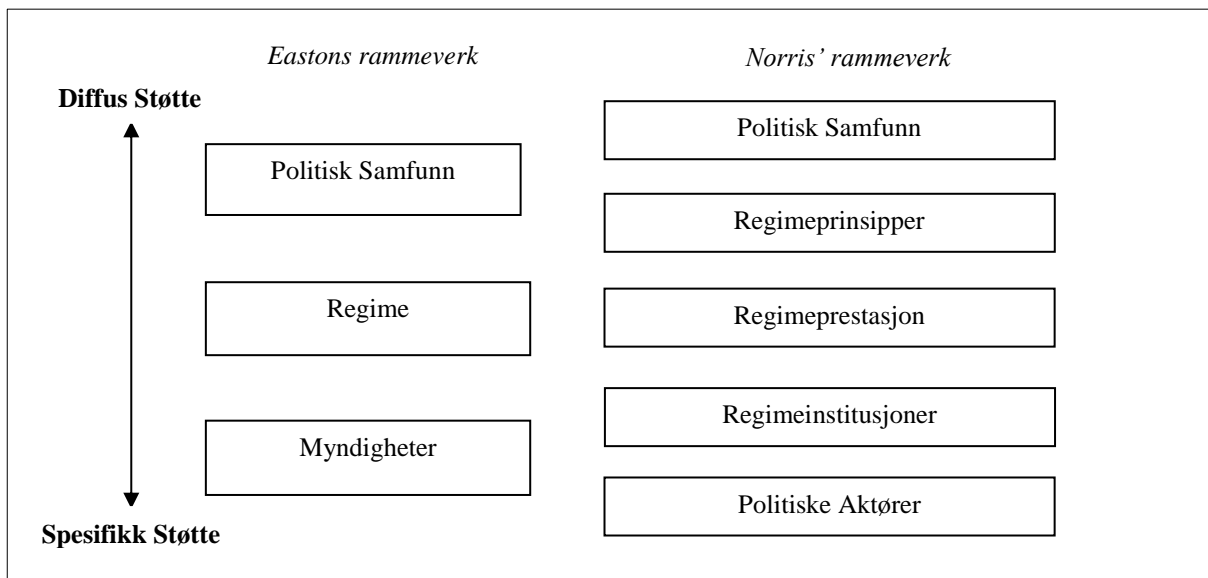 Eastons rammeverk
Norris’ rammeverk
Diffus Støtte
Politisk Samfunn
Regime
Myndigheter
Spesifikk Støtte
Politisk Samfunn
Regimeprinsipper
Regimeprestasjon
Regimeinstitusjoner
Politiske Aktører